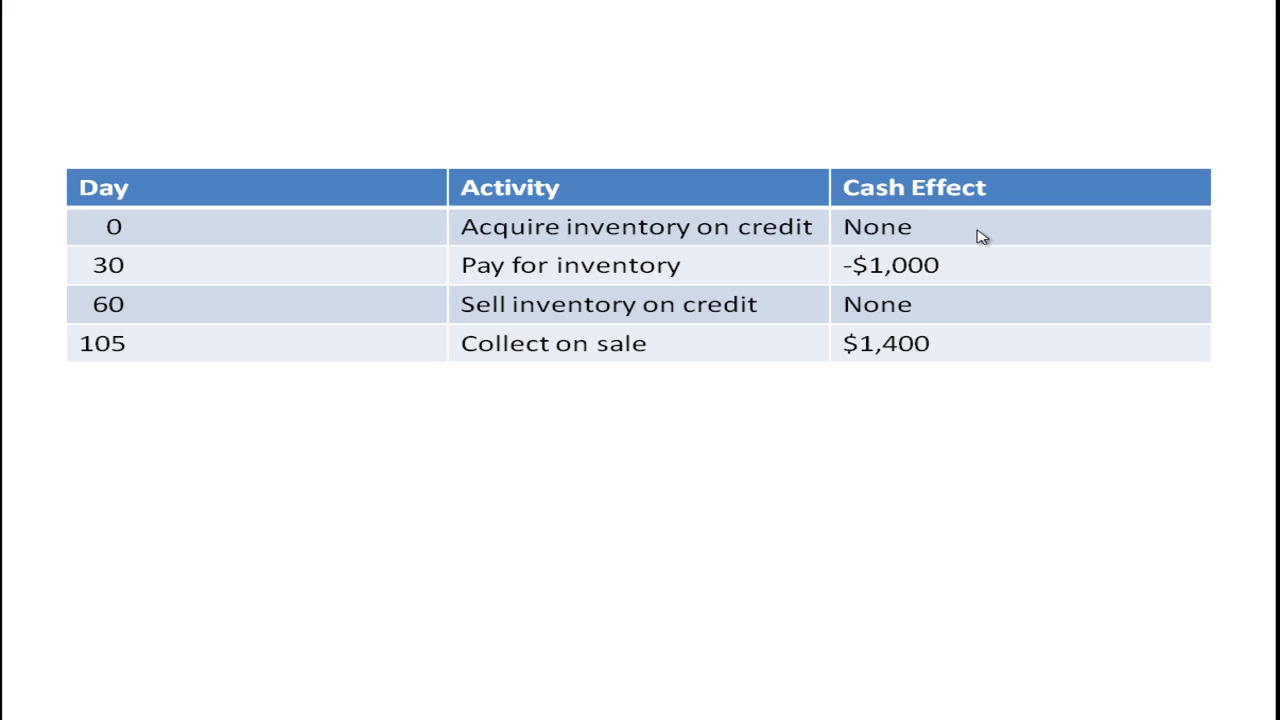 Day Activity Cash Effect
0 Acquire inventory on credit None
30 Pay for inventory -$1,000
60 Sell inventory on credit None
105 Collect on sale $1,400